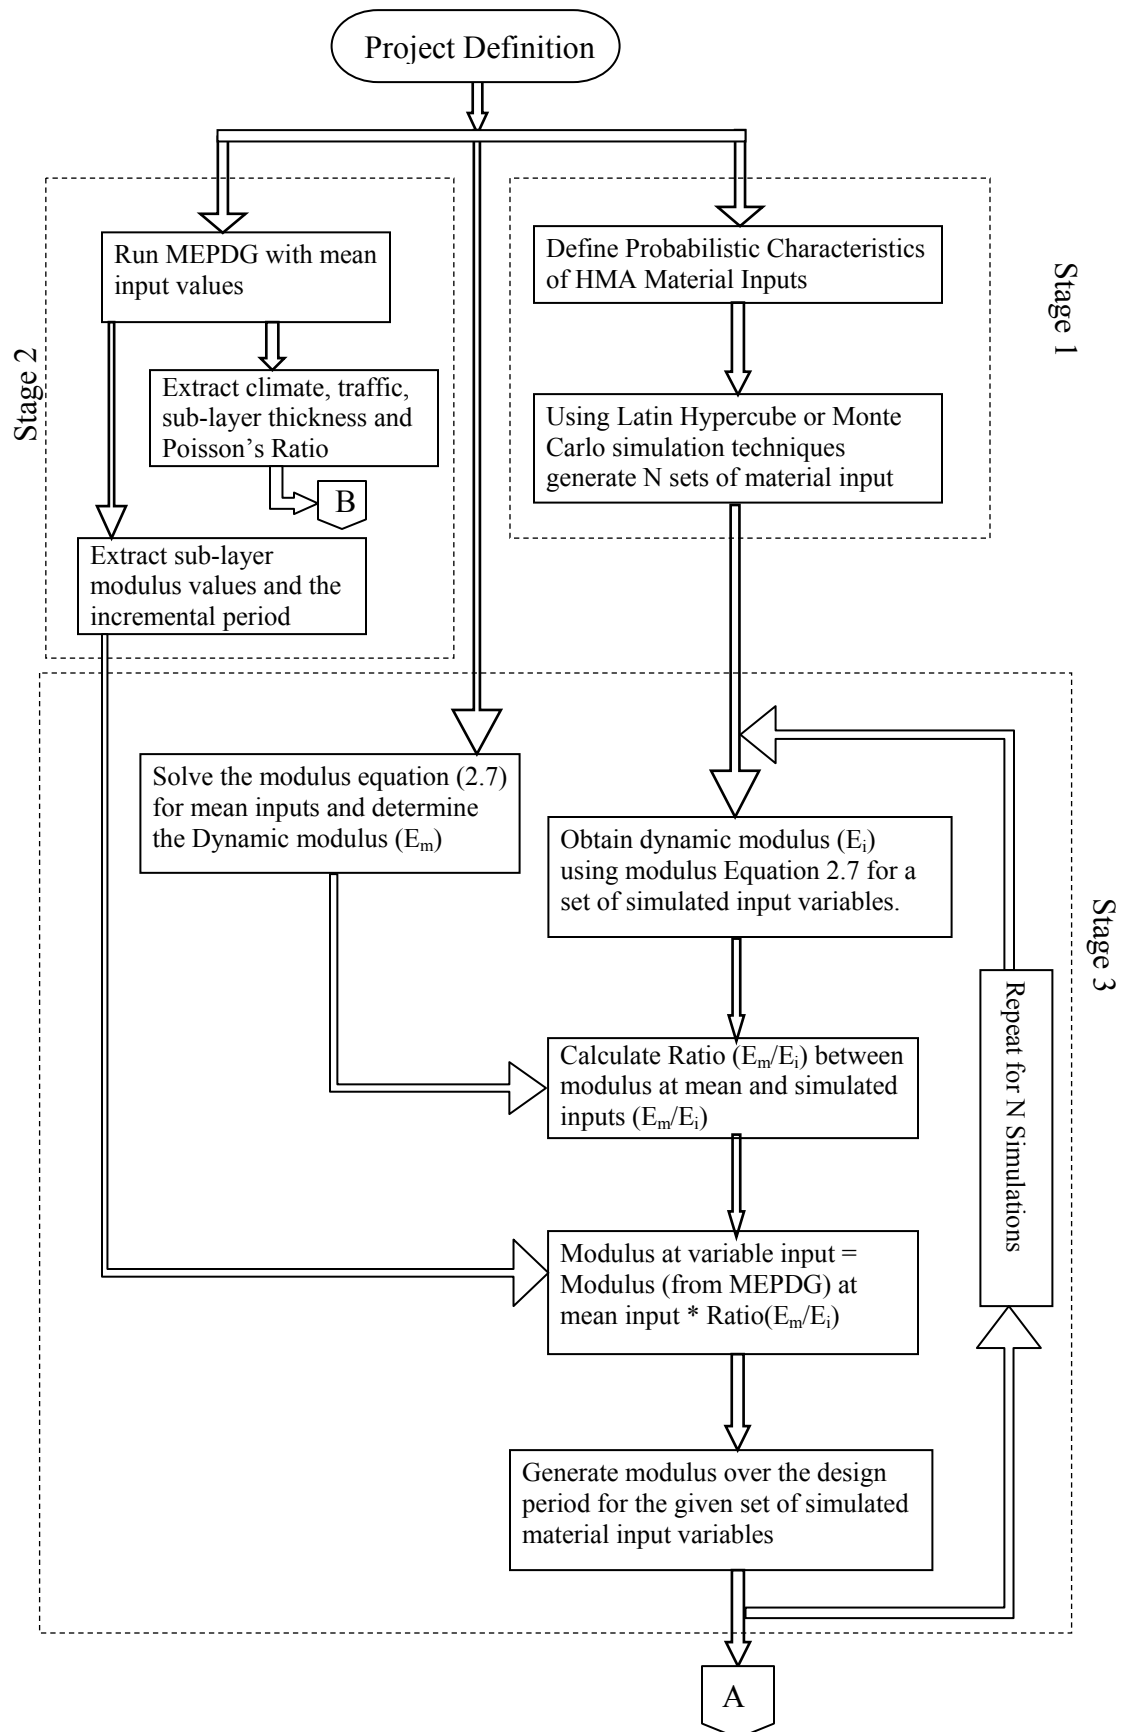 Project Definition
Run MEPDG with mean
input values
Define Probabilistic Characteristics
of HMA Material Inputs
Stage 1
Stage 2
Extract climate, traffic,
sub-layer thickness and
Poisson's Ratio
Using Latin Hypercube or Monte
Carlo simulation techniques
generate N sets of material input
B
Extract sub-layer
modulus values and the
incremental period
Solve the modulus equation (2.7)
for mean inputs and determine
the Dynamic modulus (Em)
Obtain dynamic modulus (Ei)
using modulus Equation 2.7 for a
set of simulated input variables.
Stage 3
Repeat for N Simulations
Calculate Ratio (Em/Ei) between
modulus at mean and simulated
inputs (Em/Ei)
Modulus at variable input =
Modulus (from MEPDG) at
mean input * Ratio(Em/Ei)
Generate modulus over the design
period for the given set of simulated
material input variables
A